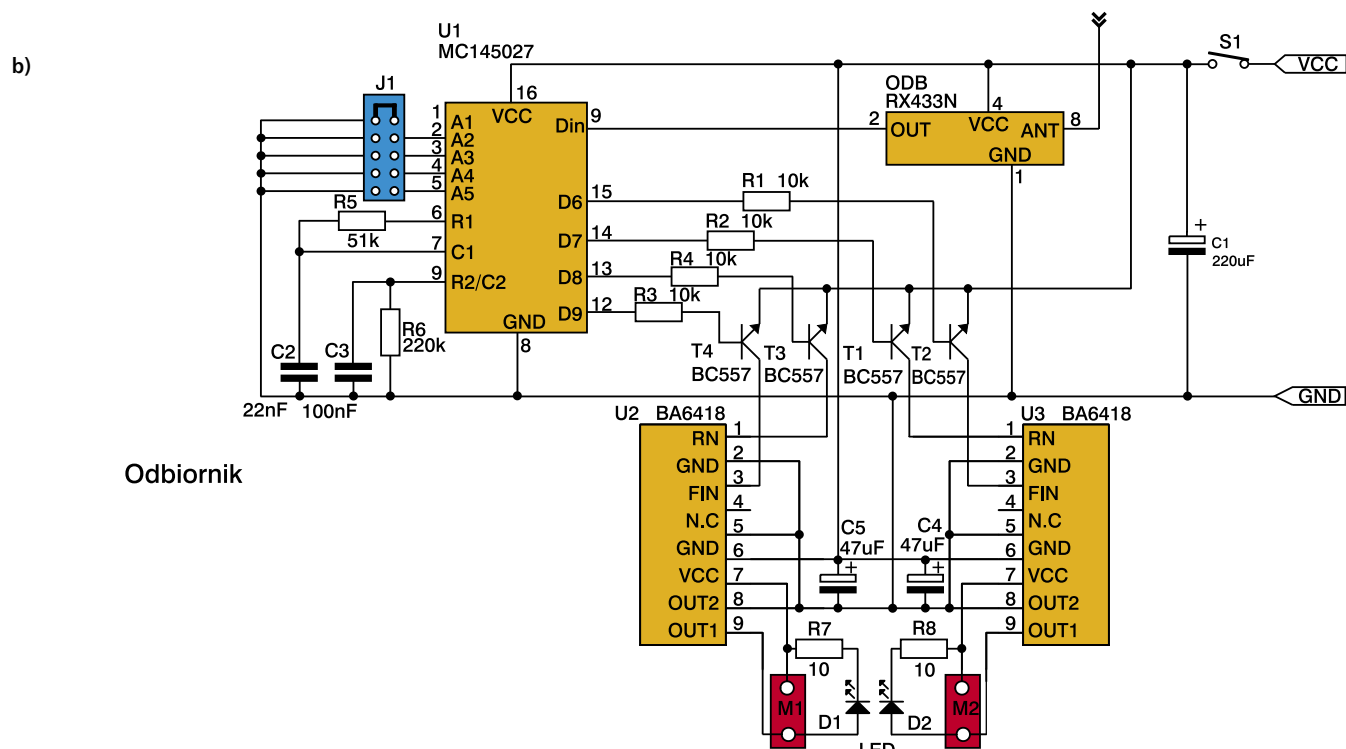 b)
U1
MC145027
J1
1
2
3
4
5
A1
A2
A3
A4
A5
16
VCC
Din
9
R5
51k
6
R1
7
C1
9
R2/C2
R6
220k
C2
22nF
C3
100nF
GND
8
D6
15
D7
14
D8
13
D9
12
R1 10k
R2 10k
R4 10k
R3 10k
ODB
RX433N
2
OUT
VCC
4
ANT
8
GND
1
S1
VCC
+
C1
220uF
GND
T4
BC557
T3
BC557
T1
BC557
T2
BC557
Odbiornik
U2 BA6418
RN
GND
FIN
N.C
GND
VCC
OUT2
OUT1
1
2
3
4
5
6
7
8
9
C5
47uF
+
C4
47uF
+
U3 BA6418
1
2
3
4
5
6
7
8
9
RN
GND
FIN
N.C
GND
VCC
OUT2
OUT1
R7
10
R8
10
M1
D1
D2
M2
LED